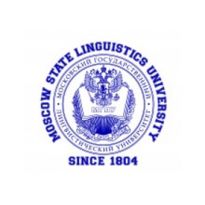 MOSCOW STATE LINGUISTICS UNIVERSITY
МОСКОВСКИЙ ГОСУДАРСТВЕННЫЙ
ЛИНГВИСТИЧЕСКИЙ УНИВЕРСИТЕТ
SINCE 1804